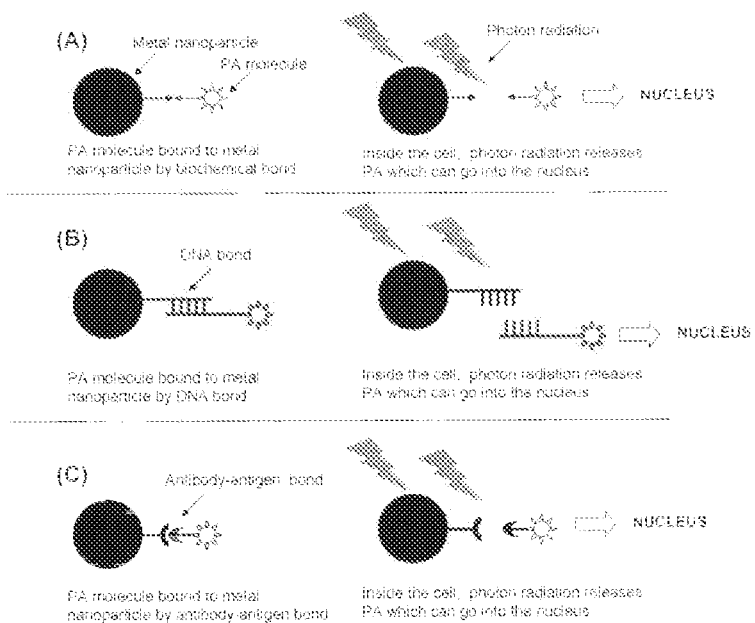 (A)
Metal nanoparicle
PA molecule
Photon radiation
NUCLEUS
PA molecule bound to metal
nanoparticle by biochemical bond
Inside the cell, photon radiation releases
PA which can go into the nucleus
(B)
DNA bond
NUCLEUS
PA molecule bound to metal
nanoparticle by DNA bond
Inside the cell, photon radiation releases
PA which can go into the nucleus
(C)
Antibody-antigen bond
NUCLEUS
PA molecule bound to metal
nanoparticle by antibody-antigen bond
Inside the cell, photon radiation releases
PA which can go into the nucleus